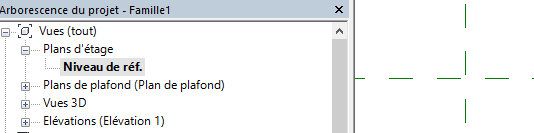 Arborescence du projet - Famille1
Vues (tout)
Plans d'étage
Niveau de réf.
Plans de plafond (Plan de plafond)
Vues 3D
Elévations (Elévation 1)